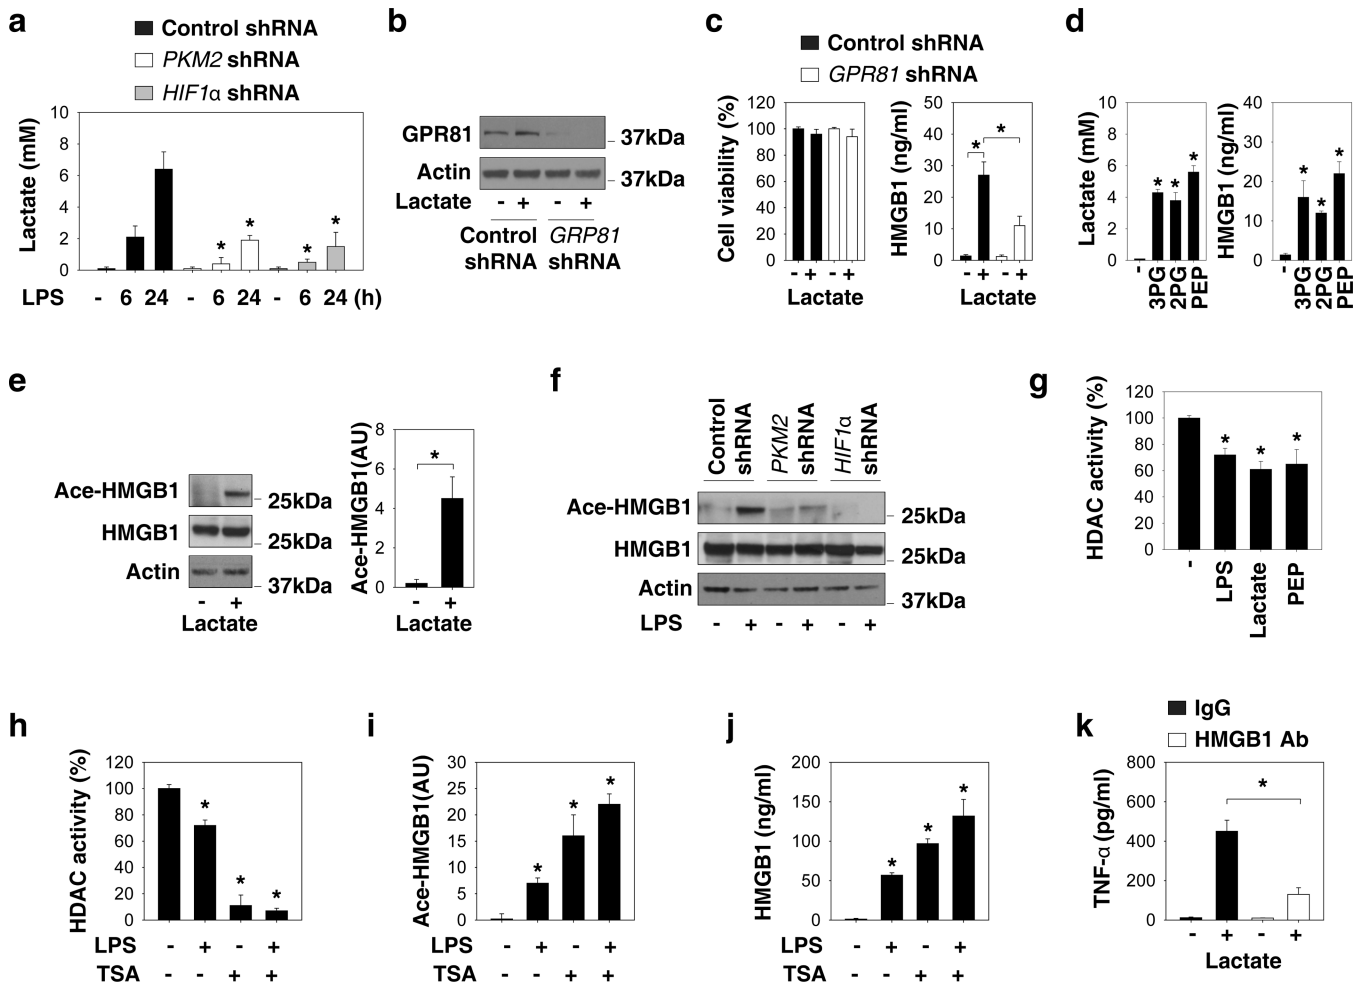 a
Control shRNA
PKM2 shRNA
HIF1α shRNA
Lactate (mM)
10
8
6
4
2
0
* * * *
LPS - 6 24 - 6 24 - 6 24 (h)
b
GPR81
37kDa
Actin
37kDa
Lactate - + - +
Control GRP81
shRNA shRNA
c
Control shRNA
GPR81 shRNA
Cell viability (%)
120
100
80
60
40
20
0
- + - +
Lactate
HMGB1 (ng/ml)
50
40
30
20
10
0
* *
- + - +
Lactate
d
Lactate (mM)
10
8
6
4
2
0
* * *
- 3PG 2PG PEP
HMGB1 (ng/ml)
40
30
20
10
0
* * *
- 3PG 2PG PEP
e
Ace-HMGB1
25kDa
HMGB1
25kDa
Actin
37kDa
- +
Lactate
Ace-HMGB1(AU)
8
6
4
2
0
*
- +
Lactate
f
Control shRNA
PKM2 shRNA
HIF1α shRNA
Ace-HMGB1
25kDa
HMGB1
25kDa
Actin
37kDa
LPS - + - + - +
g
HDAC activity (%)
120
100
80
60
40
20
0
* * *
- LPS Lactate PEP
h
HDAC activity (%)
120
100
80
60
40
20
0
* * *
LPS - + - +
TSA - - + +
i
Ace-HMGB1(AU)
30
25
20
15
10
5
0
* * *
LPS - + - +
TSA - - + +
j
HMGB1 (ng/ml)
200
150
100
50
0
* * *
LPS - + - +
TSA - - + +
k
IgG
HMGB1 Ab
TNF-α (pg/ml)
800
600
400
200
0
*
- + - +
Lactate